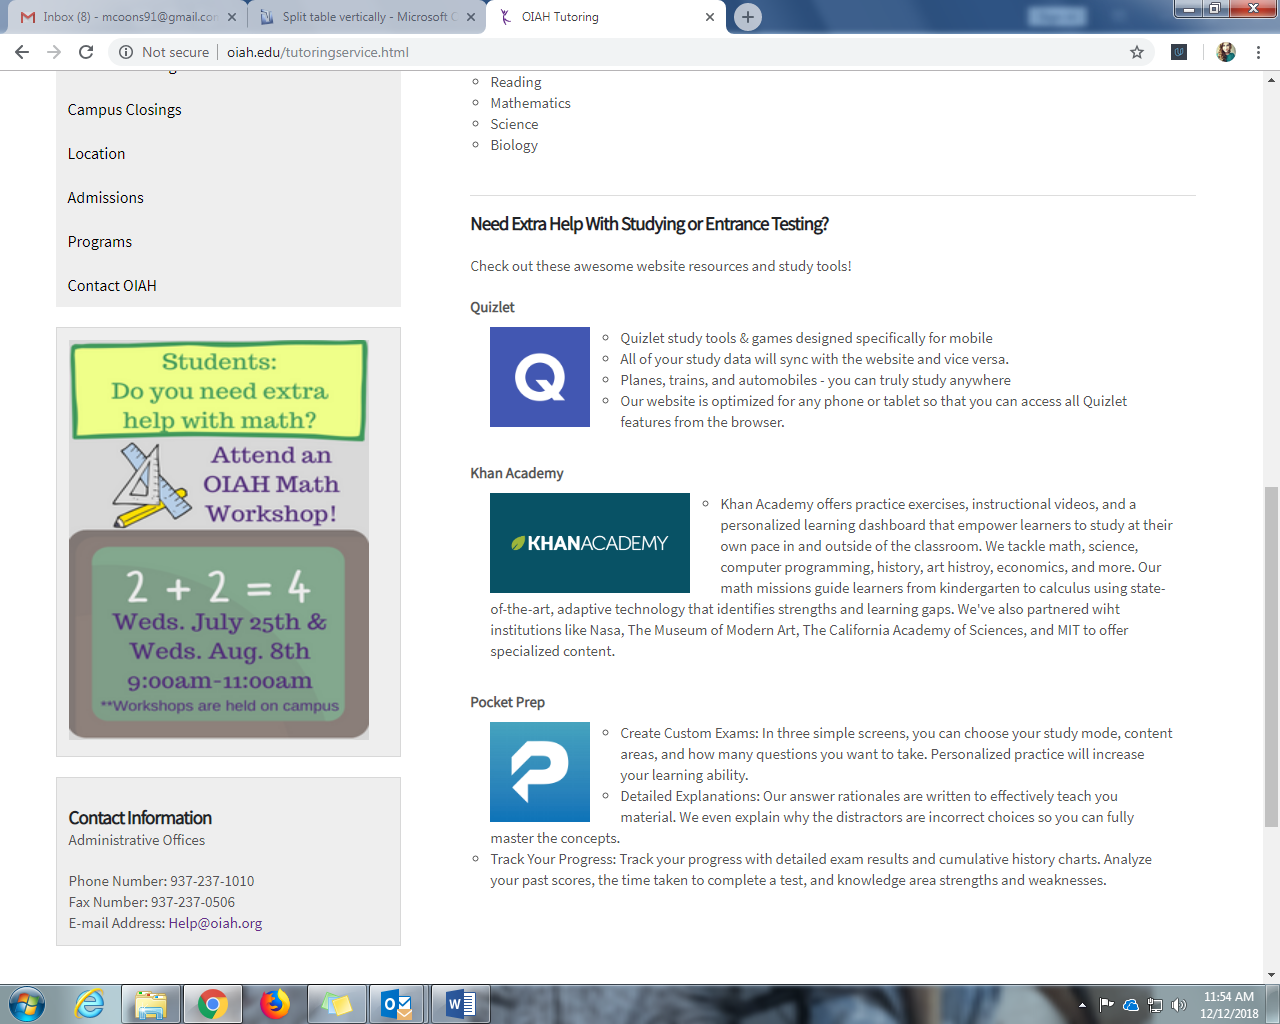 Inbox (8) - mcoons91@gmail.con
Split table vertically - Microsoft C
OIAH Tutoring
Not secure
oiah.edu/tutoringservice.html
Campus Closings
Location
Admissions
Programs
Contact OIAH
Students:
Do you need extra
help with math?
Attend an
OIAH Math
Workshop!
2 + 2 = 4
Weds. July 25th &
Weds. Aug. 8th
9:00am-11:00am
**Workshops are held on campus
Contact Information
Administrative Offices
Phone Number: 937-237-1010
Fax Number: 937-237-0506
E-mail Address: Help@oiah.org
Reading
Mathematics
Science
Biology
Need Extra Help With Studying or Entrance Testing?
Check out these awesome website resources and study tools!
Quizlet
Q
Quizlet study tools & games designed specifically for mobile
All of your study data will sync with the website and vice versa.
Planes, trains, and automobiles - you can truly study anywhere
Our website is optimized for any phone or tablet so that you can access all Quizlet
features from the browser.
Khan Academy
KHANACADEMY
Khan Academy offers practice exercises, instructional videos, and a
personalized learning dashboard that empower learners to study at their
own pace in and outside of the classroom. We tackle math, science,
computer programming, history, art histroy, economics, and more. Our
math missions guide learners from kindergarten to calculus using state-
of-the-art, adaptive technology that identifies strengths and learning gaps. We've also partnered wiht
institutions like Nasa, The Museum of Modern Art, The California Academy of Sciences, and MIT to offer
specialized content.
Pocket Prep
P
Create Custom Exams: In three simple screens, you can choose your study mode, content
areas, and how many questions you want to take. Personalized practice will increase
your learning ability.
Detailed Explanations: Our answer rationales are written to effectively teach you
material. We even explain why the distractors are incorrect choices so you can fully
master the concepts.
Track Your Progress: Track your progress with detailed exam results and cumulative history charts. Analyze
your past scores, the time taken to complete a test, and knowledge area strengths and weaknesses.
11:54 AM
12/12/2018